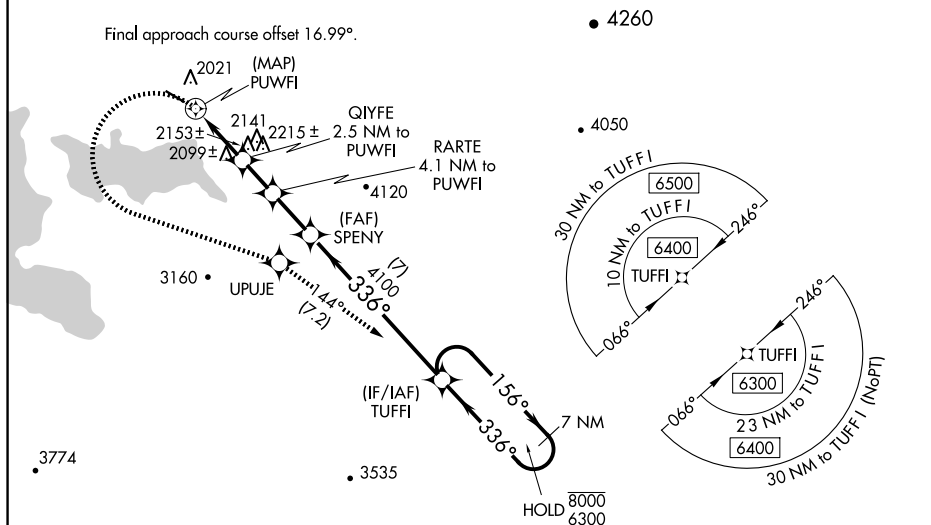 Final approach course offset 16.99°.
4260
2021
(MAP)
PUWFI
2141
2153±
2215±
2099±
QIYFE
2.5 NM to
PUWFI
4050
RARTE
4.1 NM to
PUWFI
4120
(FAF)
SPENY
3160
UPUJE
144°
(7.2)
(7)
4100
336°
(IF/IAF)
TUFFI
156°
336°
7 NM
HOLD
8000
6300
3774
3535
30 NM to TUFFI
6500
10 NM to TUFFI
6400
TUFFI
246°
066°
246°
TUFFI
066°
6300
23 NM to TUFFI
6400
30 NM to TUFFI (NoPT)